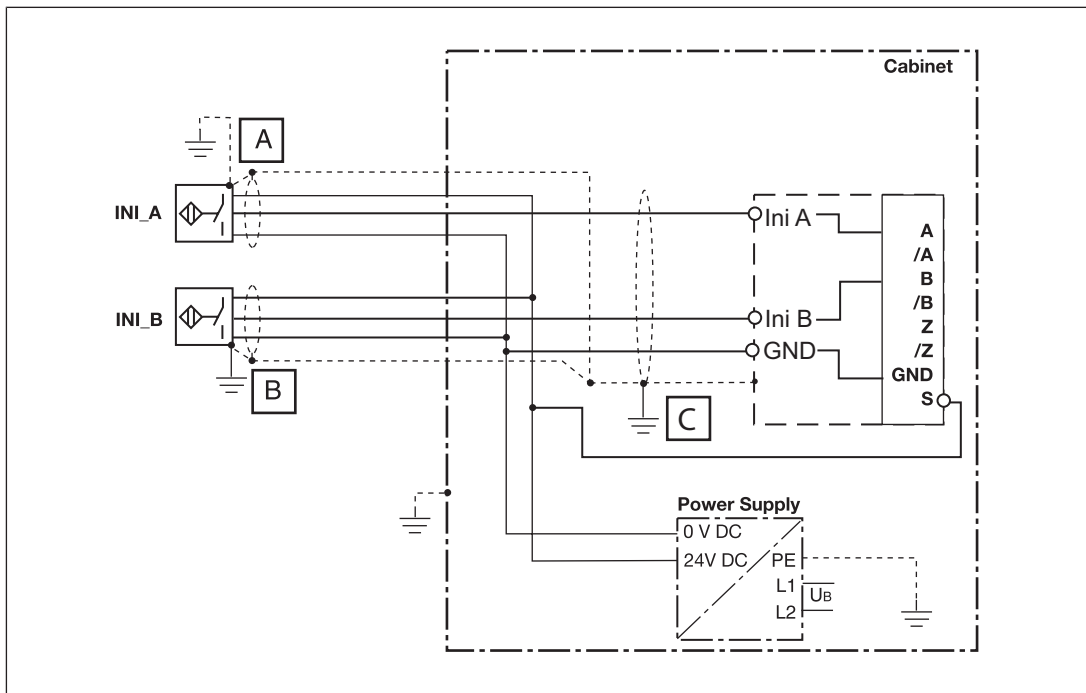 Cabinet
A
INI_A
Ini A
A
/A
B
/B
Z
/Z
GND
S
INI_B
Ini B
GND
B
C
Power Supply
0 V DC
24V DC
PE
L1
UB
L2